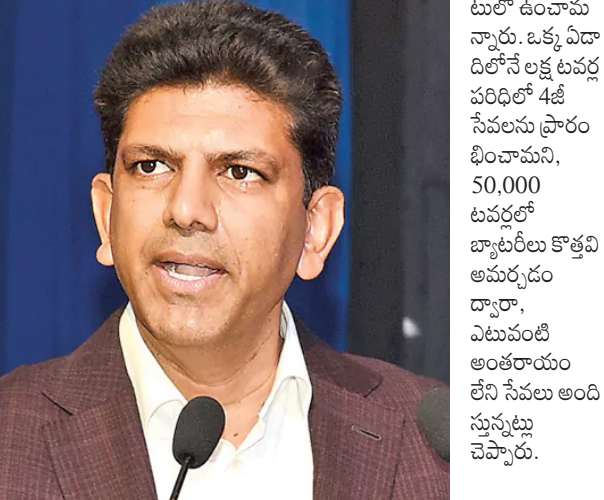 టులో ఉంచామ
న్నారు. ఒక్క ఏడా
దిలోనే లక్ష టవర్ల
పరిధిలో 4జీ
సేవలను ప్రారం
భించామని,
50,000
టవర్లలో
బ్యాటరీలు కొత్తవి
అమర్చడం
ద్వారా,
ఎటువంటి
అంతరాయం
లేని సేవలు అంది
స్తున్నట్లు
చెప్పారు.